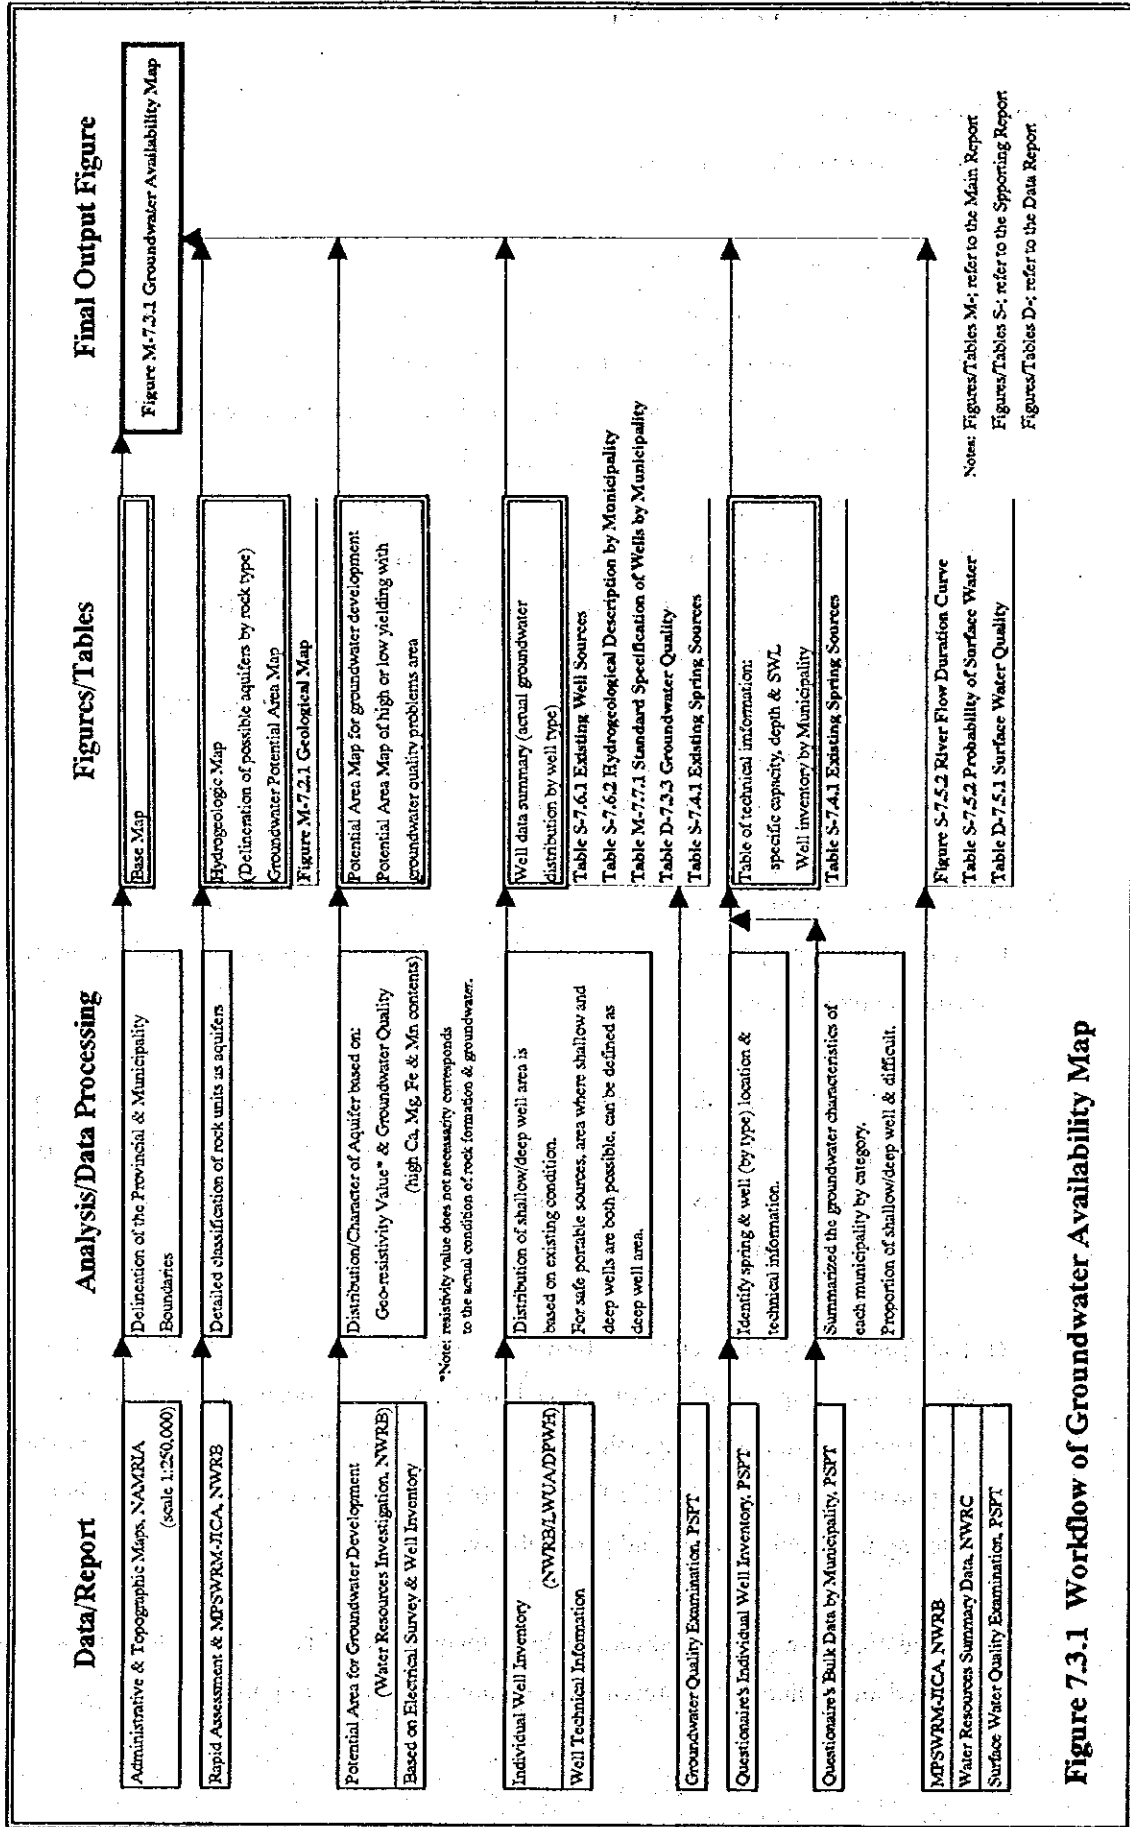 Data/Report
Analysis/Data Processing
Figures/Tables
Final Output Figure
Administrative & Topographic Maps, NAMRIA
(scale 1:250,000)
Delineation of the Provincial & Municipality
Boundaries
Base Map
Figure M-7.3.1 Groundwater Availability Map
Rapid Assessment & MPSWRM-JICA, NWRB
Detailed classification of rock units as aquifers
Hydrogeologic Map
(Delineration of possible aquifers by rock type)
Groundwater Potential Area Map
Figure M-7.2.1 Geological Map
Potential Area for Groundwater Development
(Water Resources Investigation, NWRB)
Based on Electrical Survey & Well Inventory
Distribution/Character of Aquifer based on:
Geo-resistivity Value* & Groundwater Quality
(high Ca, Mg, Fe & Mn contents)
*Note: resistivity value does not necessarity corresponds
to the actual condition of rock formation & groundwater.
Potential Area Map for groundwater development
Potential Area Map of high or low yielding with
groundwater quality problems area
Individual Well Inventory
(NWRB/LWUA/DPWH)
Well Technical Information
Distribution of shallow/deep well area is
based on existing condition.
For safe portable sources, area where shallow and
deep wells are both possible, can be defined as
deep well area.
Well data summary (actual groundwater
distribution by well type)
Table S-7.6.1 Existing Well Sources
Table S-7.6.2 Hydrogeological Description by Municipality
Table M-7.7.1 Standard Specification of Wells by Municipality
Table D-7.3.3 Groundwater Quality
Table S-7.4.1 Existing Spring Sources
Groundwater Quality Examination, PSPT
Questionaire's Individual Well Inventory, PSPT
Identify spring & well (by type) location &
technical information.
Table of technical imformation:
specific capacity, depth & SWL
Well inventory by Municipality
Table S-7.4.1 Existing Spring Sources
Questionaire's Bulk Data by Municipality, PSPT
Summarized the groundwater characteristics of
each municipality by category.
Proportion of shallow/deep well & difficult.
MPSWRM-JICA, NWRB
Water Resources Summary Data, NWRC
Surface Water Quality Examination, PSPT
Figure S-7.5.2 River Flow Duration Curve
Table S-7.5.2 Probability of Surface Water
Table D-7.5.1 Surface Water Quality
Notes: Figures/Tables M-; refer to the Main Report
Figures/Tables S-; refer to the Spporting Report
Figures/Tables D-; refer to the Data Report
Figure 7.3.1 Workflow of Groundwater Availability Map